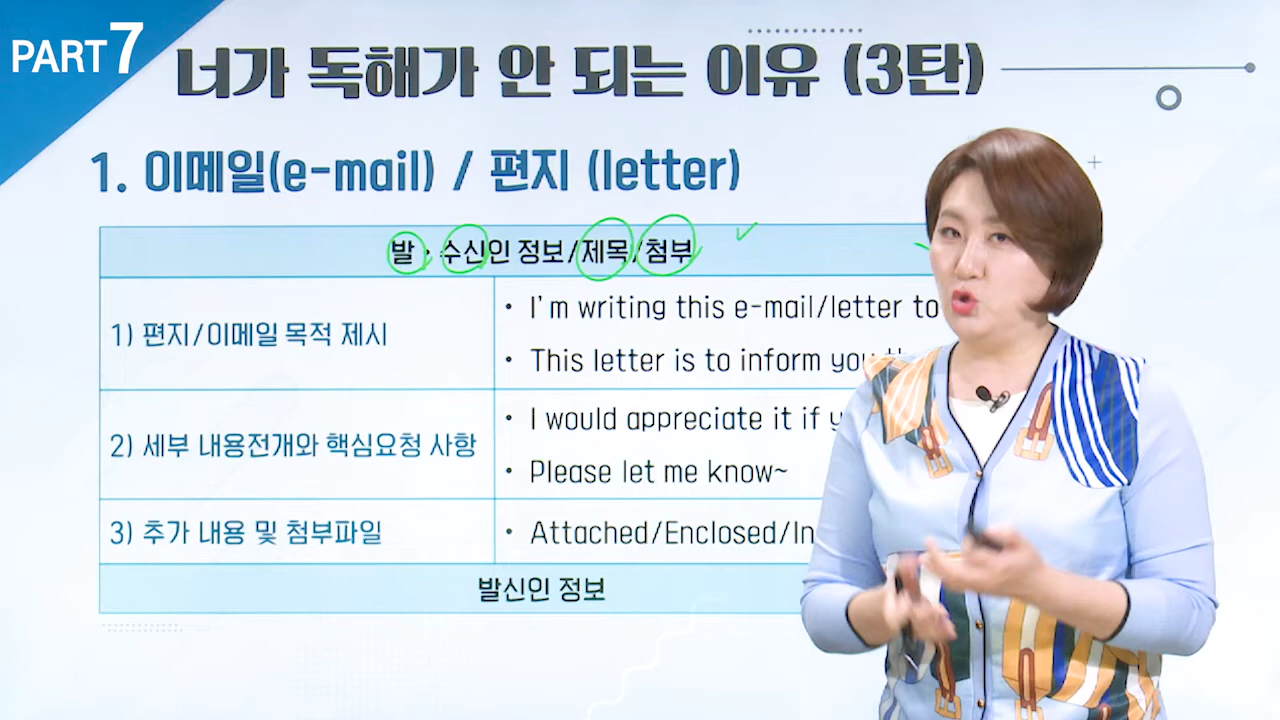 PART7
너가 독해가 안 되는 이유 (3탄)
1. 이메일(e-mail) / 편지 (letter)
발·수신인 정보/제목/첨부
1) 편지/이메일 목적 제시
• I'm writing this e-mail/letter to
• This letter is to inform you
2) 세부 내용전개와 핵심요청 사항
• I would appreciate it if
• Please let me know~
3) 추가 내용 및 첨부파일
• Attached/Enclosed/In
발신인 정보